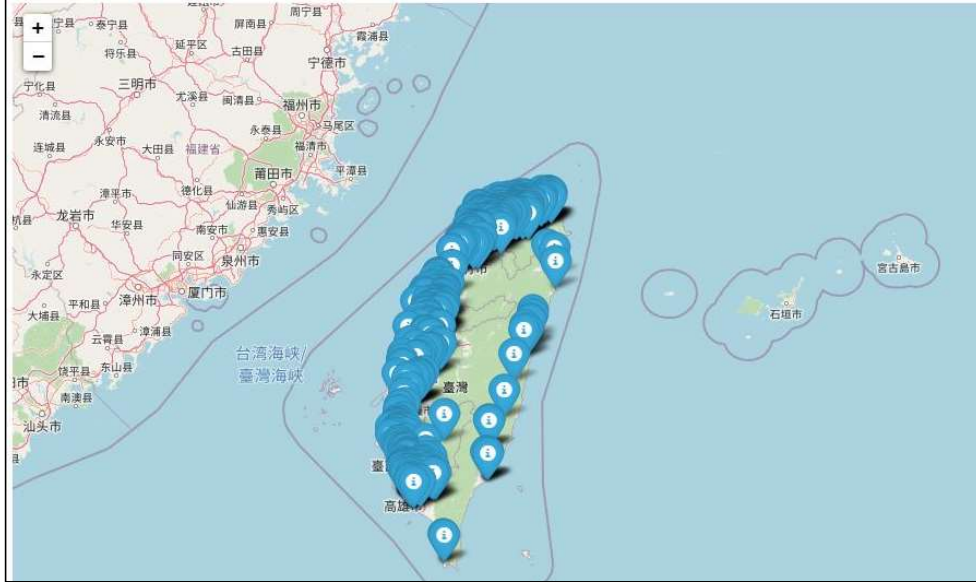 +
−
泰宁县
将乐县
宁化县
清流县
三明市
延平区
屏南县
周宁县
古田县
霞浦县
宁德市
尤溪县
闽清县
福州市
马尾区
连城县
永安市
大田县
福建省
永泰县
福清市
莆田市
平潭县
德化县
仙游县
秀屿区
漳平市
龙岩市
华安县
南安市
惠安县
永定区
同安区
泉州市
漳州市
厦门市
大埔县
平和县
云霄县
漳浦县
饶平县
东山县
南澳县
汕头市
台湾海峡/
臺灣海峡
臺灣
高雄市
石垣市
宮古島市